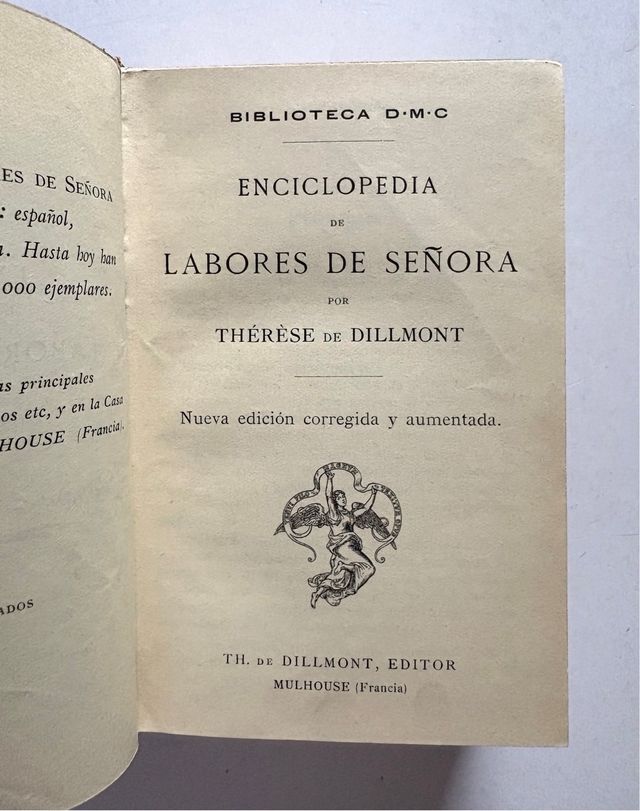 ES DE SEÑORA
: español,
. Hasta hoy han
000 ejemplares.
as principales
os etc, y en la Casa
LHOUSE (Francia).
ADOS
BIBLIOTECA D·M·C
ENCICLOPEDIA
DE
LABORES DE SEÑORA
POR
THÉRÈSE DE DILLMONT
Nueva edición corregida y aumentada.
MAGNUM
TH. DE DILLMONT, EDITOR
MULHOUSE (Francia)